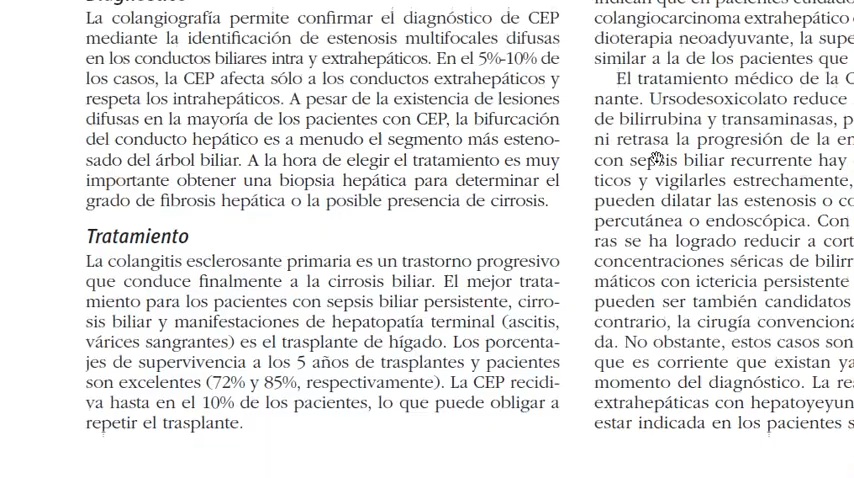 La colangiografía permite confirmar el diagnóstico de CEP
mediante la identificación de estenosis multifocales difusas
en los conductos biliares intra y extrahepáticos. En el 5%-10% de
los casos, la CEP afecta sólo a los conductos extrahepáticos y
respeta los intrahepáticos. A pesar de la existencia de lesiones
difusas en la mayoría de los pacientes con CEP, la bifurcación
del conducto hepático es a menudo el segmento más esteno-
sado del árbol biliar. A la hora de elegir el tratamiento es muy
importante obtener una biopsia hepática para determinar el
grado de fibrosis hepática o la posible presencia de cirrosis.
Tratamiento
La colangitis esclerosante primaria es un trastorno progresivo
que conduce finalmente a la cirrosis biliar. El mejor trata-
miento para los pacientes con sepsis biliar persistente, cirro-
sis biliar y manifestaciones de hepatopatía terminal (ascitis,
várices sangrantes) es el trasplante de hígado. Los porcenta-
jes de supervivencia a los 5 años de trasplantes y pacientes
son excelentes (72% y 85%, respectivamente). La CEP recidi-
va hasta en el 10% de los pacientes, lo que puede obligar a
repetir el trasplante.
colangiocarcinoma extrahepático
dioterapia neoadyuvante, la supe
similar a la de los pacientes que
El tratamiento médico de la C
nante. Ursodesoxicolato reduce
de bilirrubina y transaminasas, p
ni retrasa la progresión de la en
con sepsis biliar recurrente hay
ticos y vigilarles estrechamente,
pueden dilatar las estenosis o co
percutánea o endoscópica. Con
ras se ha logrado reducir a cort
concentraciones séricas de bilirr
máticos con ictericia persistente
pueden ser también candidatos
contrario, la cirugía convenciona
da. No obstante, estos casos son
que es corriente que existan ya
momento del diagnóstico. La rea
extrahepáticas con hepatoyeyun
estar indicada en los pacientes s